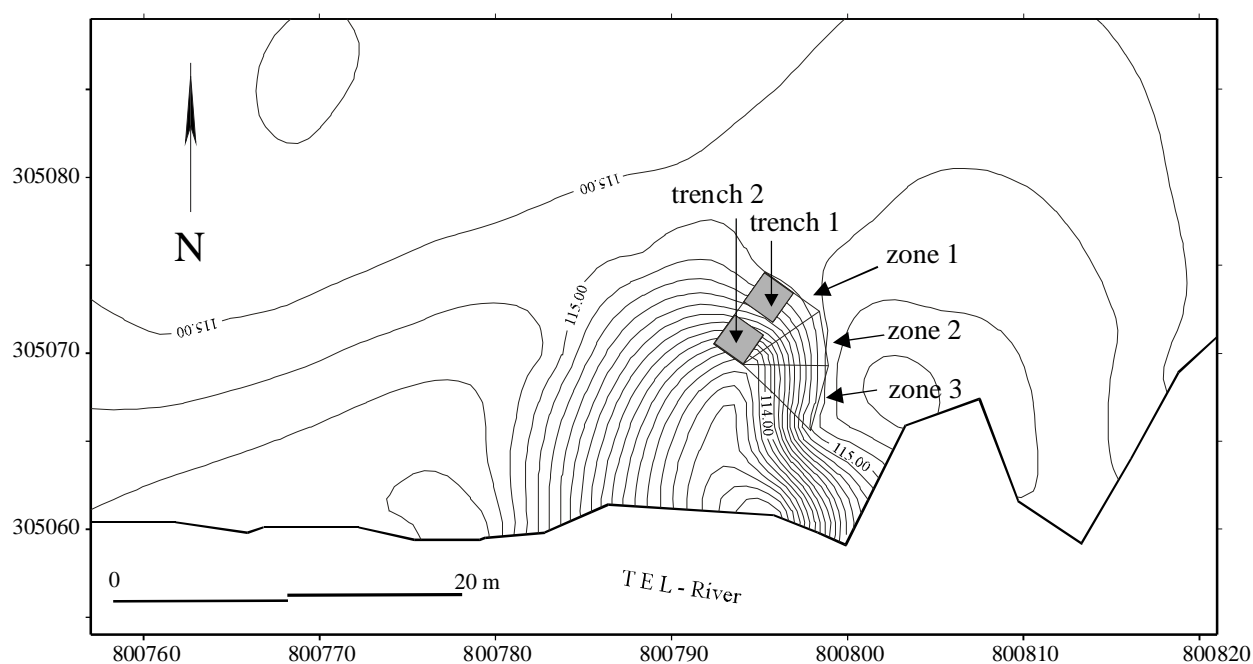 305080
305070
305060
N
115.00
115.00
115.00
114.00
115.00
trench 2
trench 1
zone 1
zone 2
zone 3
0
20 m
TEL - River
800760
800770
800780
800790
800800
800810
800820